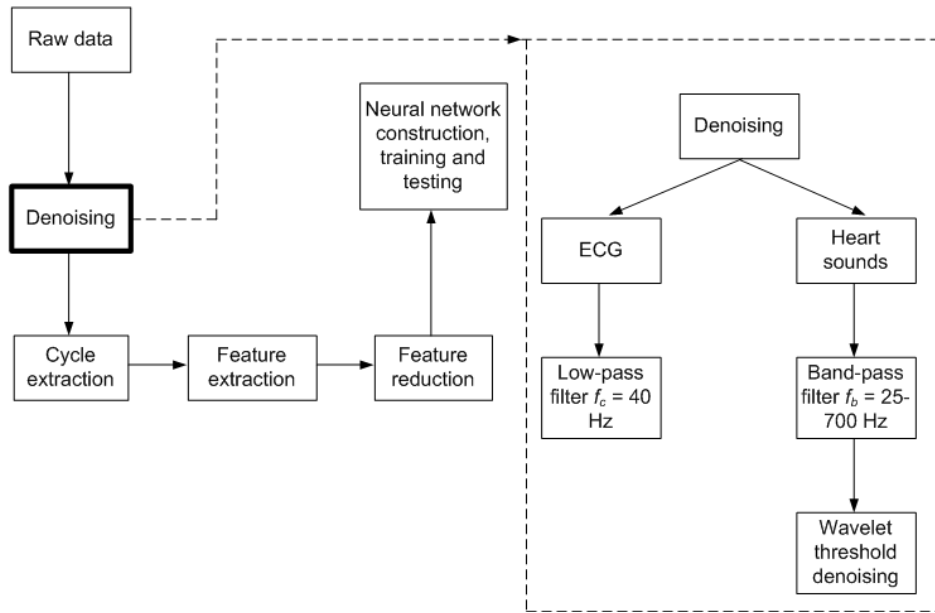 Raw data
Denoising
Cycle
extraction
Feature
extraction
Feature
reduction
Neural network
construction,
training and
testing
Denoising
ECG
Low-pass
filter fc = 40
Hz
Heart
sounds
Band-pass
filter fb = 25-
700 Hz
Wavelet
threshold
denoising